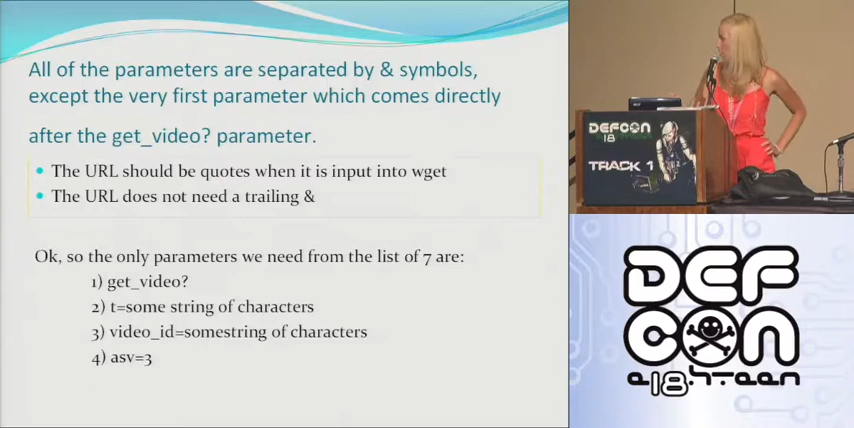 All of the parameters are separated by & symbols,
except the very first parameter which comes directly
after the get_video? parameter.
• The URL should be quotes when it is input into wget
• The URL does not need a trailing &
Ok, so the only parameters we need from the list of 7 are:
1) get_video?
2) t=some string of characters
3) video_id=somestring of characters
4) asv=3
DEFCON
18
TRACK 1
DEF
CON
e18hteen